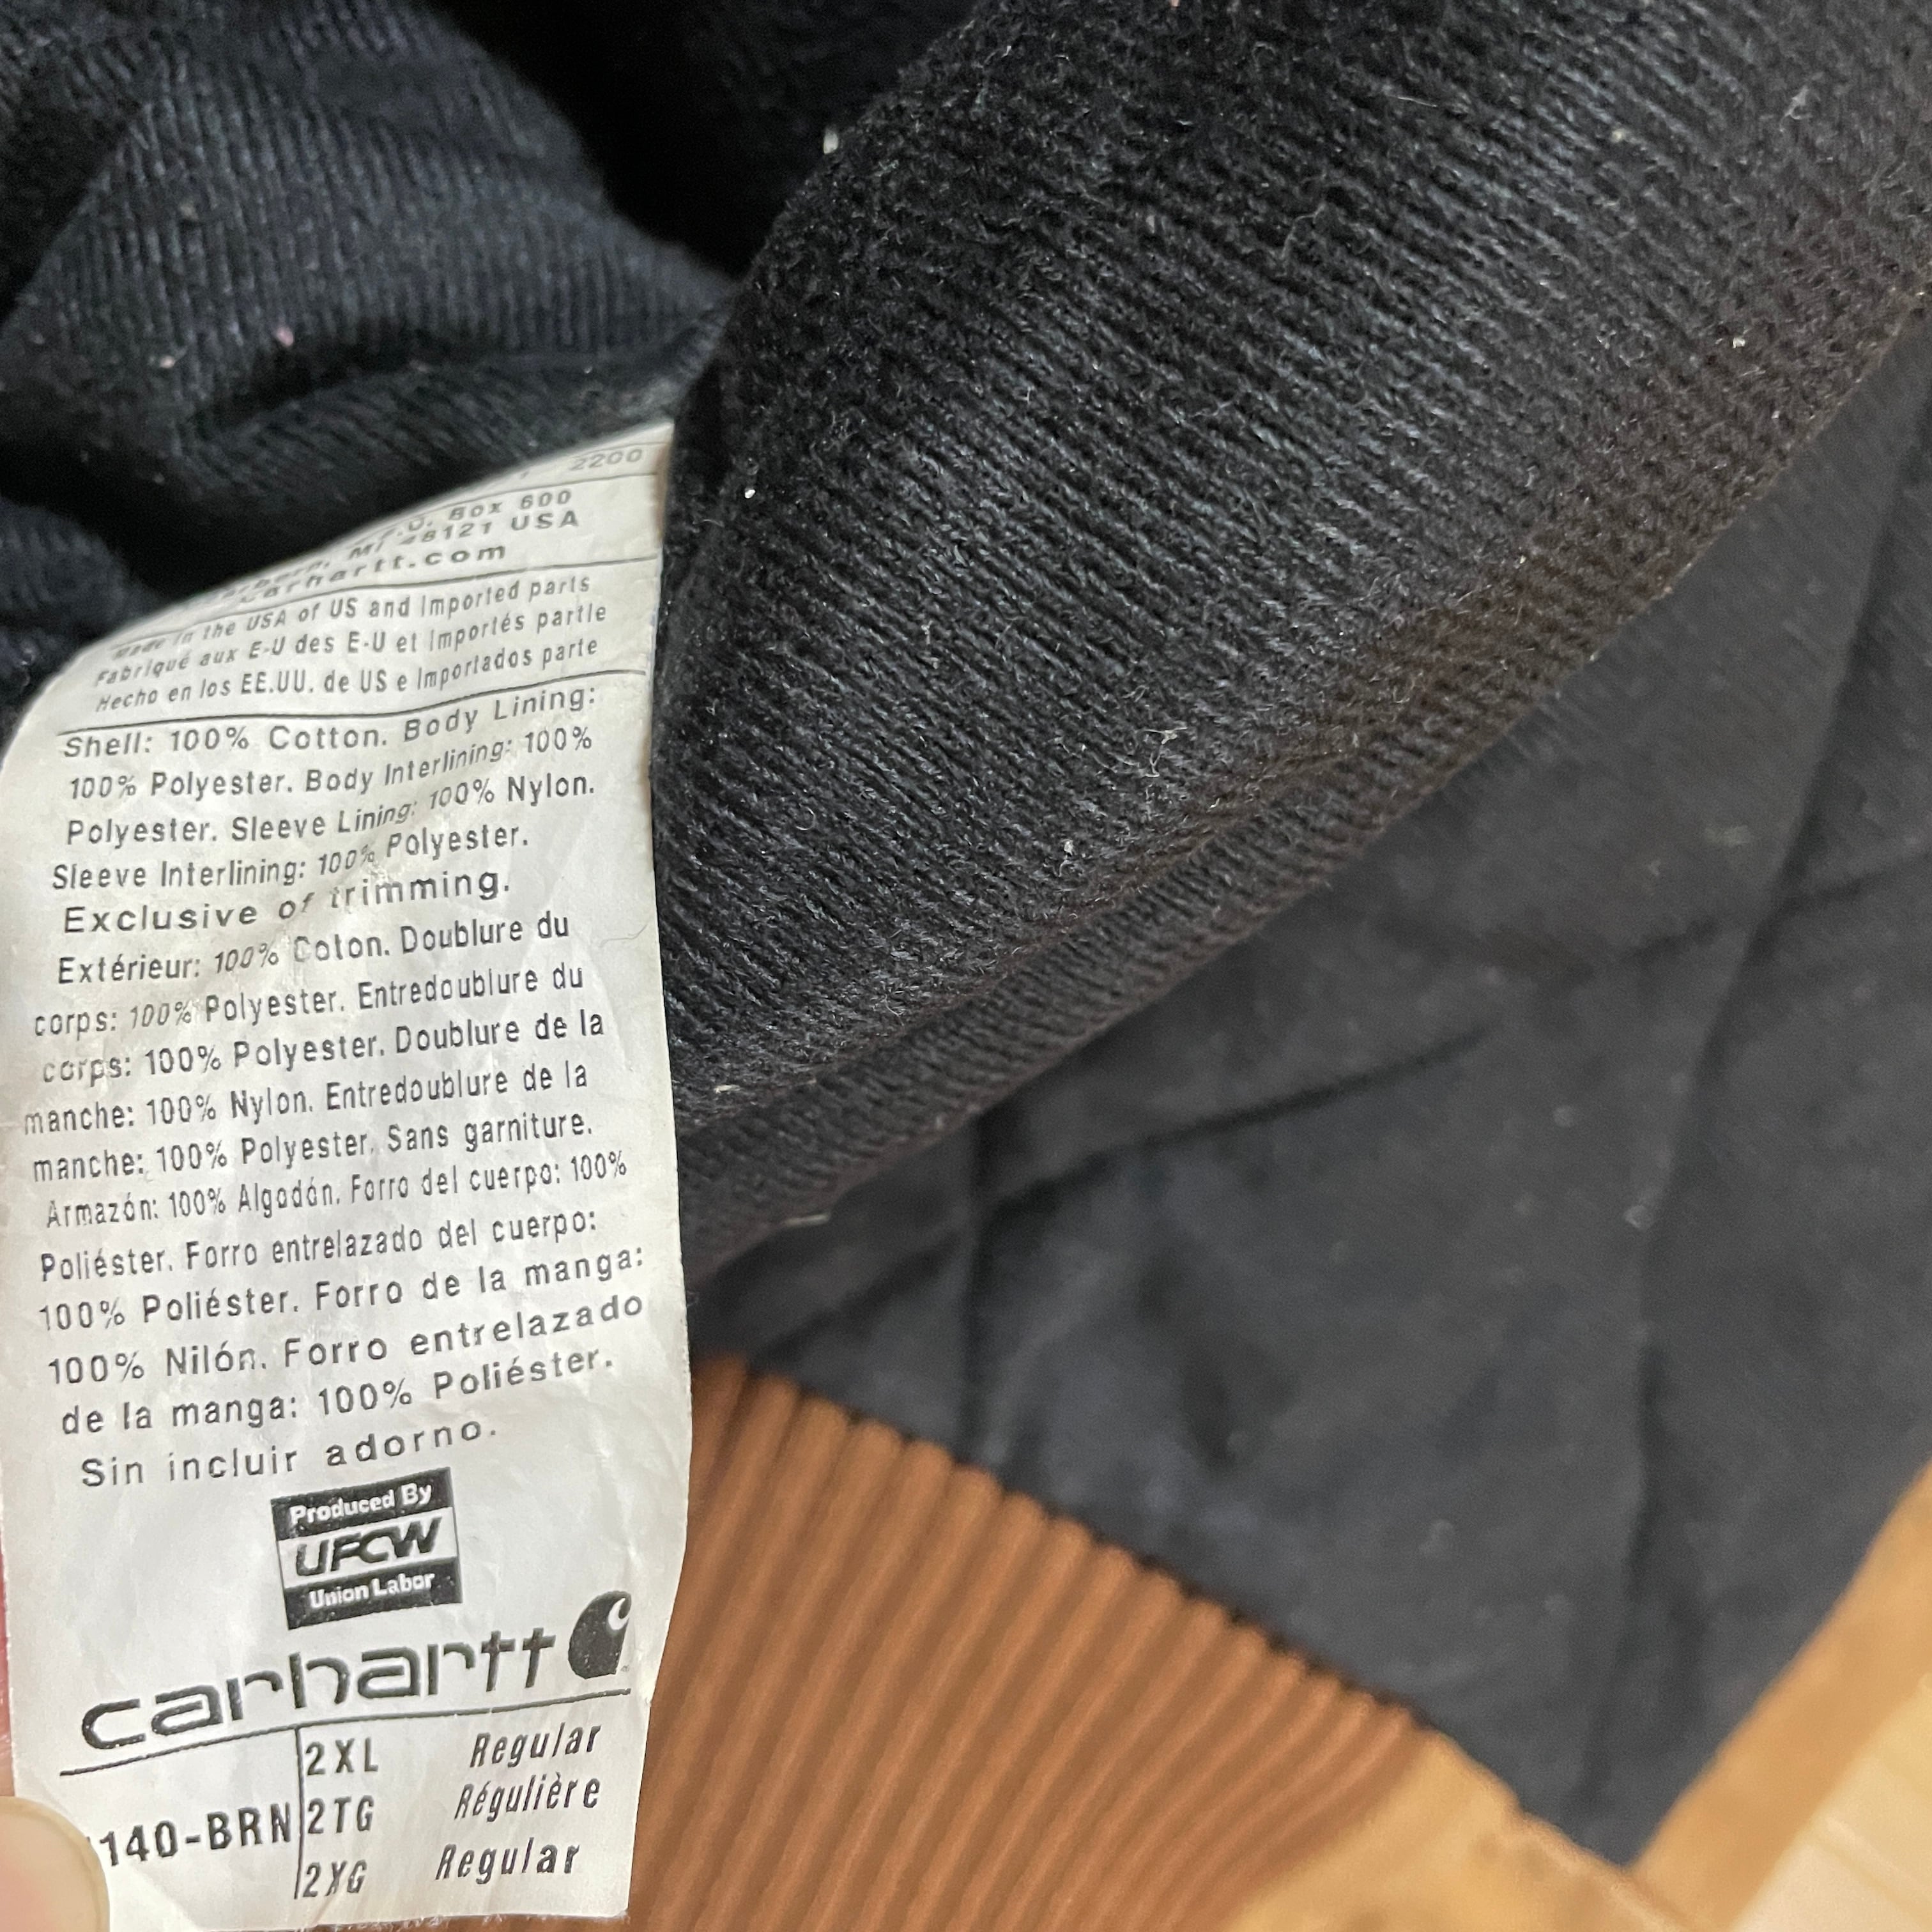 2200
P.O. Box 600
MI 48121 USA
carhartt.com
Made in the USA of US and Imported parts
Fabriqué aux E-U des E-U et Importés partie
Hecho en los EE.UU. de US e Importados parte
Shell: 100% Cotton. Body Lining:
100% Polyester. Body Interlining: 100%
Polyester. Sleeve Lining: 100% Nylon.
Sleeve Interlining: 100% Polyester.
Exclusive of trimming.
Extérieur: 100% Coton. Doublure du
corps: 100% Polyester. Entredoublure du
corps: 100% Polyester. Doublure de la
manche: 100% Nylon. Entredoublure de la
manche: 100% Polyester. Sans garniture.
Armazón: 100% Algodón. Forro del cuerpo: 100%
Poliéster. Forro entrelazado del cuerpo:
100% Poliéster. Forro de la manga:
100% Nilón. Forro entrelazado
de la manga: 100% Poliéster.
Sin incluir adorno.
Produced By
UFCW
Union Labor
carhartt
2XL Regular
2TG Régulière
140-BRN
2XG Regular